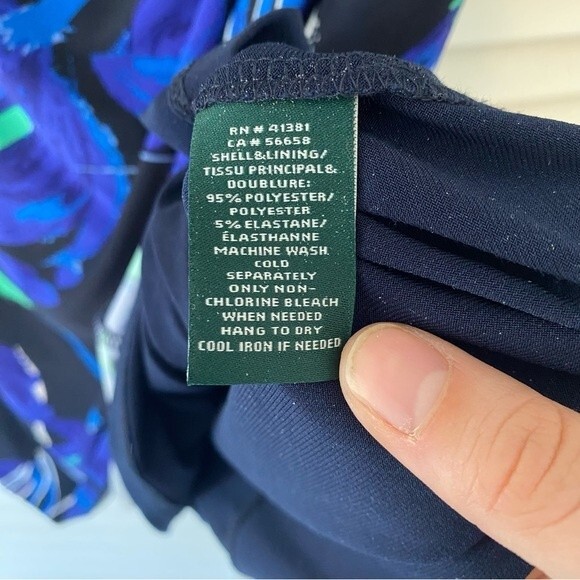 RN # 41381
CA # 56658
SHELL&LINING/
TISSU PRINCIPAL&
DOUBLURE:
95% POLYESTER/
POLYESTER
5% ELASTANE/
ÉLASTHANNE
MACHINE WASH
COLD
SEPARATELY
ONLY NON-
CHLORINE BLEACH
WHEN NEEDED
HANG TO DRY
COOL IRON IF NEEDED